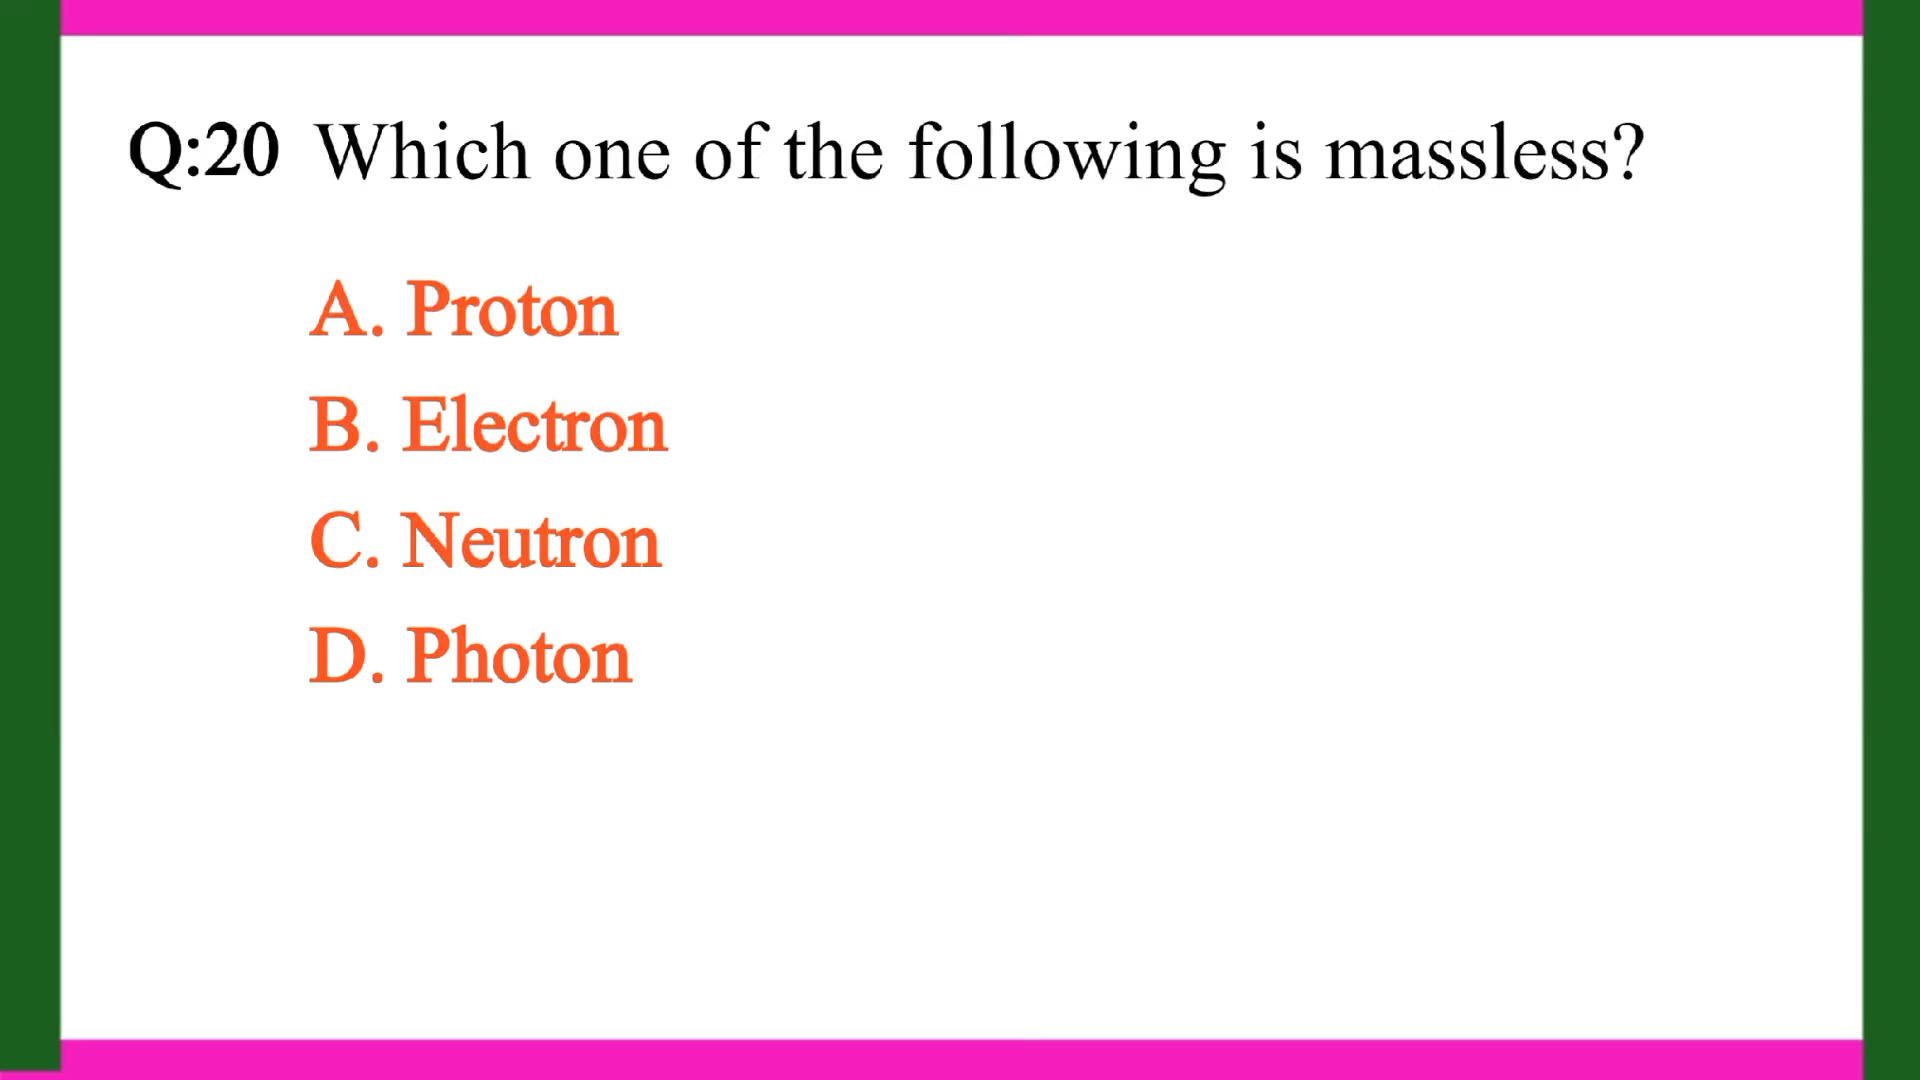 Q:20 Which one of the following is massless?
A. Proton
B. Electron
C. Neutron
D. Photon